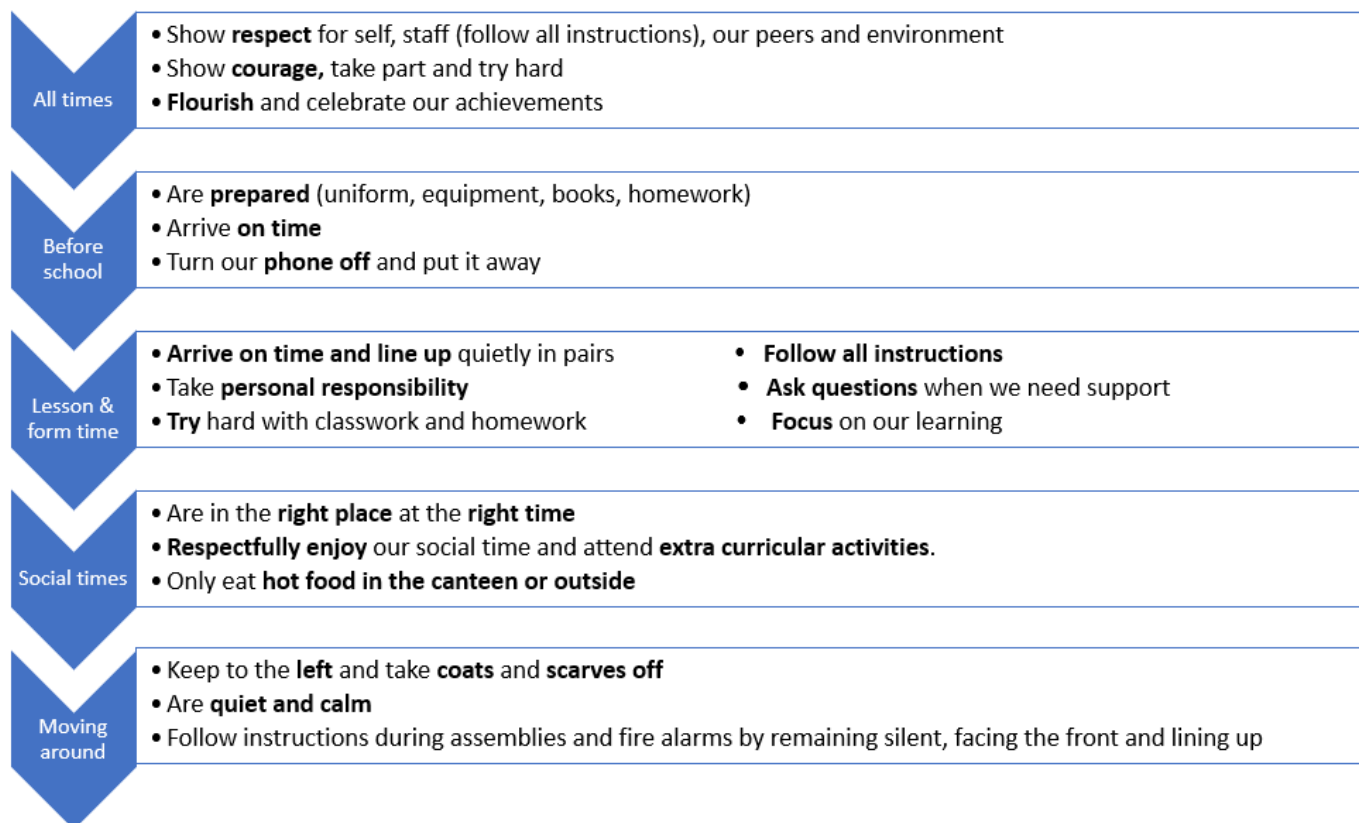 All times
• Show respect for self, staff (follow all instructions), our peers and environment
• Show courage, take part and try hard
• Flourish and celebrate our achievements
Before
school
• Are prepared (uniform, equipment, books, homework)
• Arrive on time
• Turn our phone off and put it away
Lesson &
form time
• Arrive on time and line up quietly in pairs
• Take personal responsibility
• Try hard with classwork and homework
• Follow all instructions
• Ask questions when we need support
• Focus on our learning
Social times
• Are in the right place at the right time
• Respectfully enjoy our social time and attend extra curricular activities.
• Only eat hot food in the canteen or outside
Moving
around
• Keep to the left and take coats and scarves off
• Are quiet and calm
• Follow instructions during assemblies and fire alarms by remaining silent, facing the front and lining up